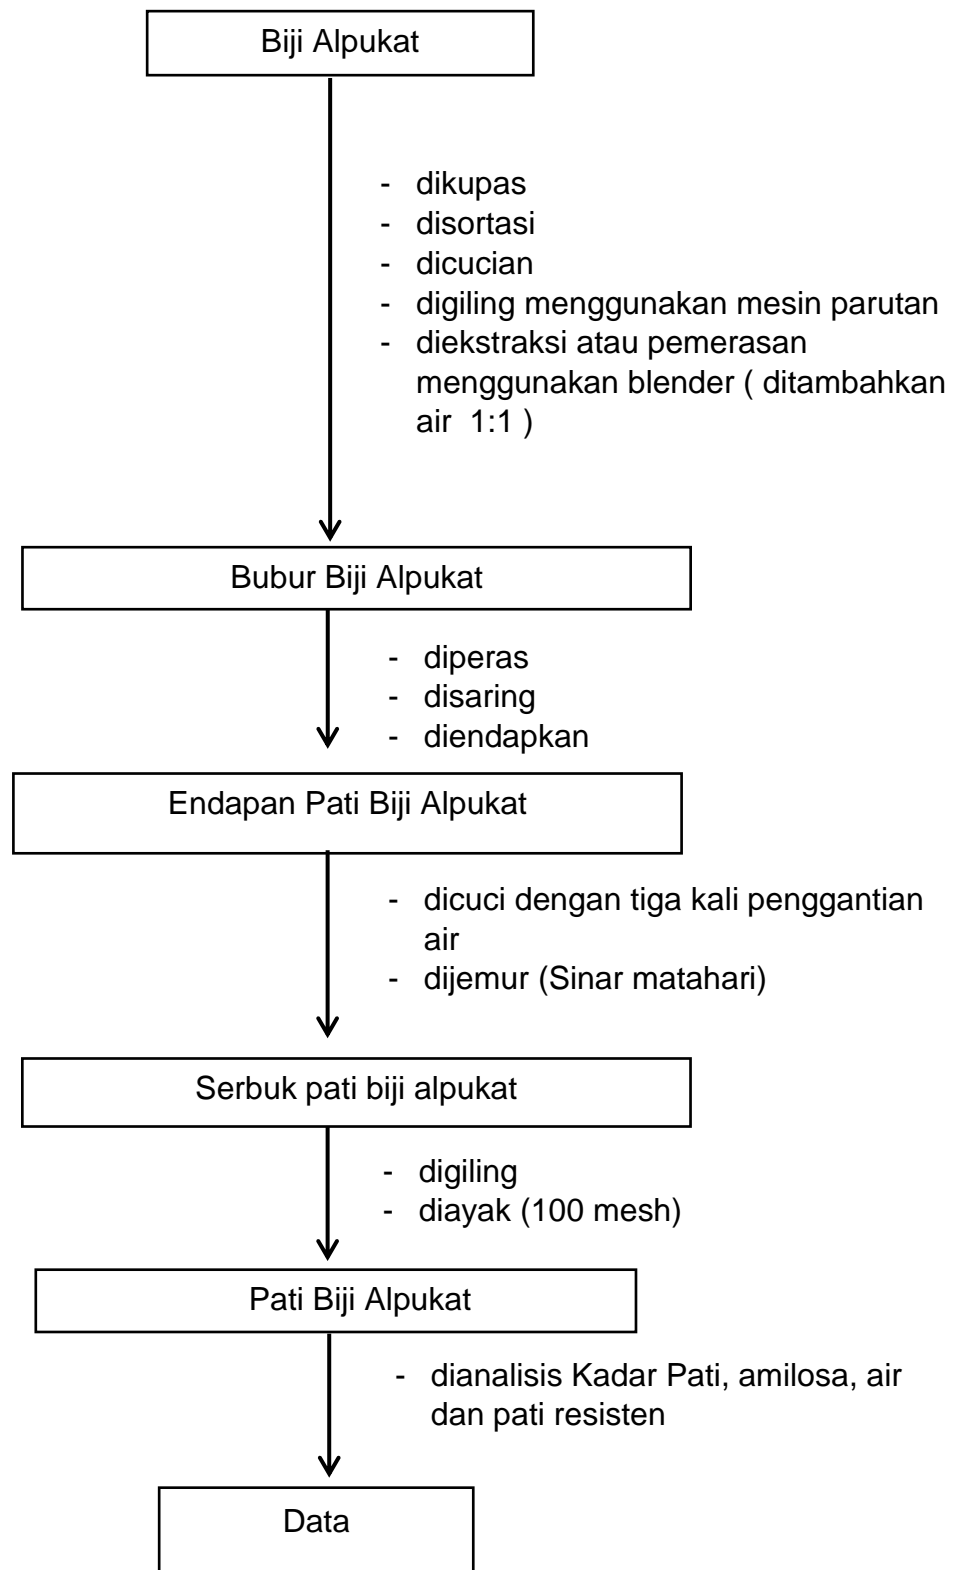 Biji Alpukat
- dikupas
- disortasi
- dicucian
- digiling menggunakan mesin parutan
- diekstraksi atau pemerasan
menggunakan blender ( ditambahkan
air  1:1 )
Bubur Biji Alpukat
- diperas
- disaring
- diendapkan
Endapan Pati Biji Alpukat
- dicuci dengan tiga kali penggantian
air
- dijemur (Sinar matahari)
Serbuk pati biji alpukat
- digiling
- diayak (100 mesh)
Pati Biji Alpukat
- dianalisis Kadar Pati, amilosa, air
dan pati resisten
Data